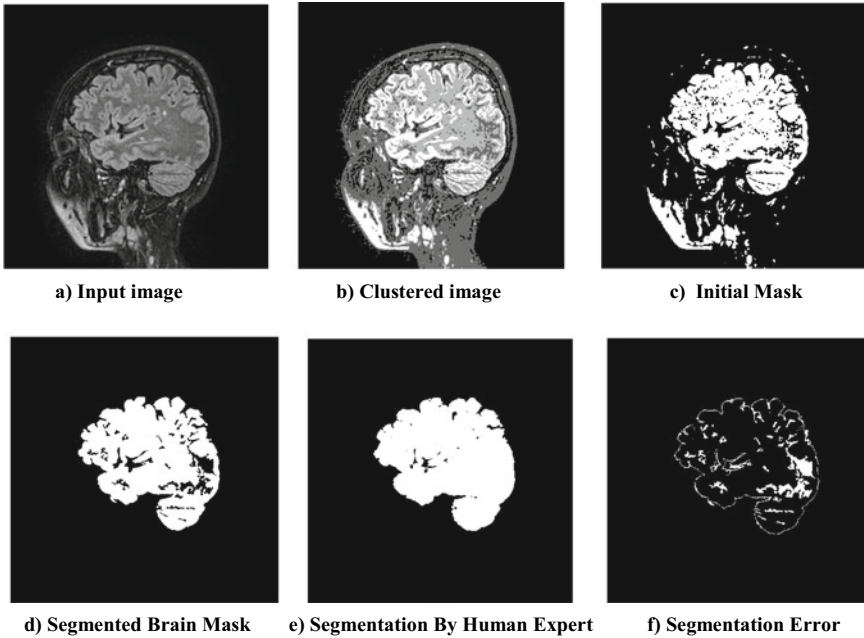 a) Input image
b) Clustered image
c) Initial Mask
d) Segmented Brain Mask
e) Segmentation By Human Expert
f) Segmentation Error